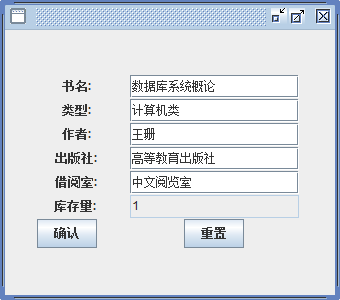 书名: 数据库系统概论
类型: 计算机类
作者: 王珊
出版社: 高等教育出版社
借阅室: 中文阅览室
库存量: 1
确认 重置